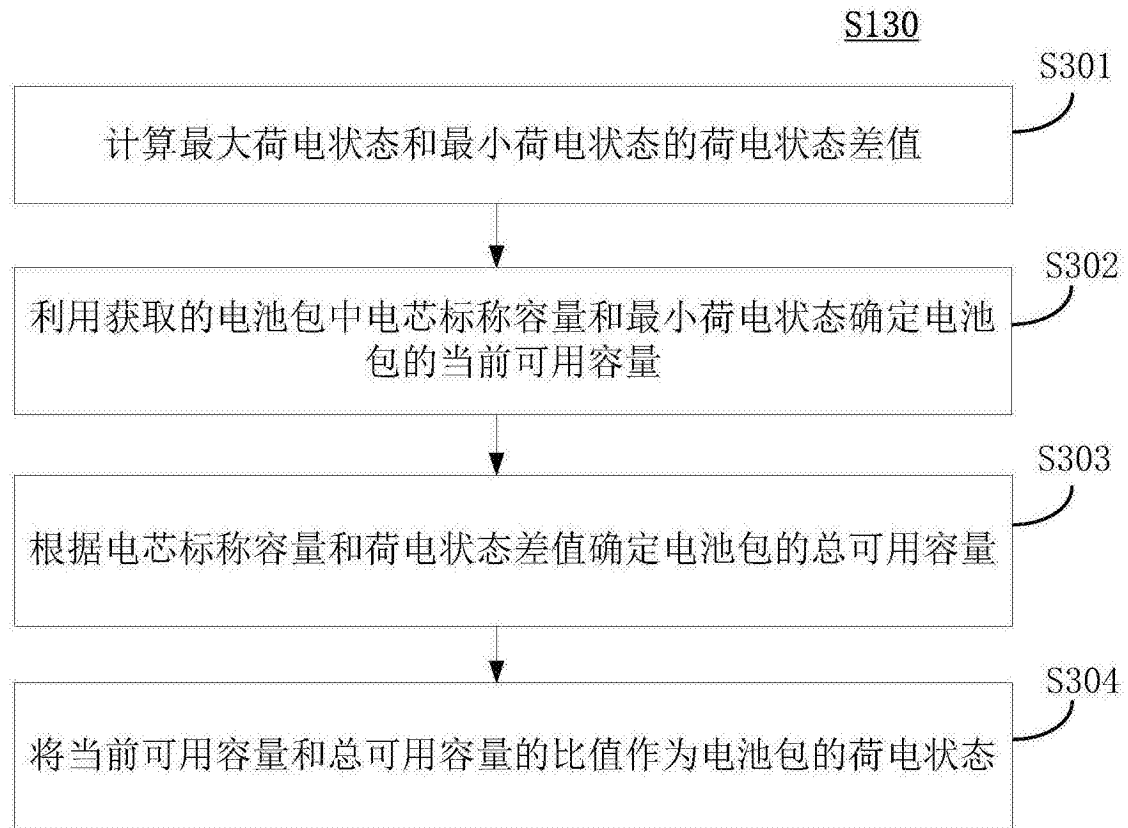 S130
S301
计算最大荷电状态和最小荷电状态的荷电状态差值
S302
利用获取的电池包中电芯标称容量和最小荷电状态确定电池
包的当前可用容量
S303
根据电芯标称容量和荷电状态差值确定电池包的总可用容量
S304
将当前可用容量和总可用容量的比值作为电池包的荷电状态